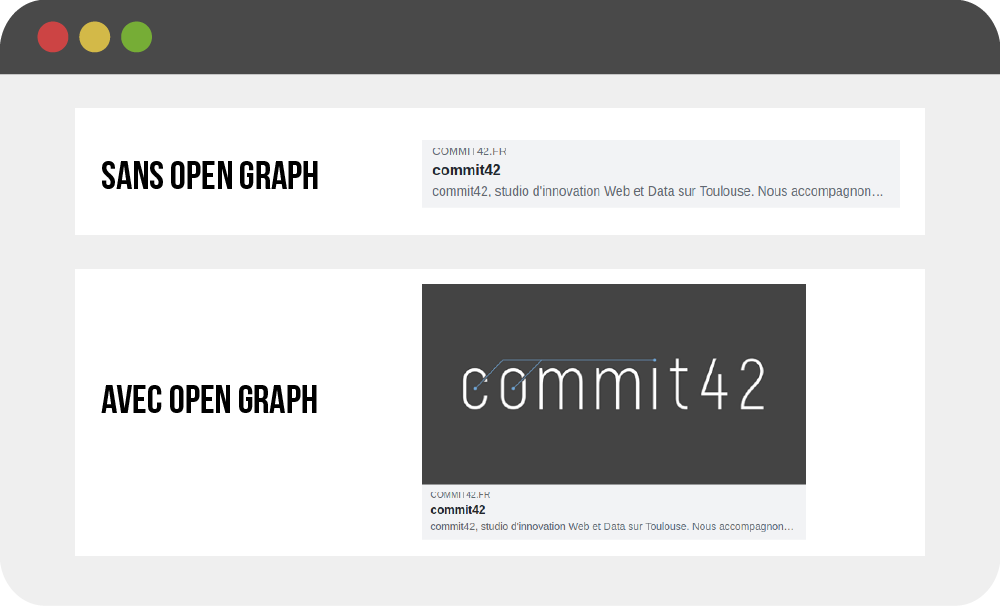 SANS OPEN GRAPH
COMMIT42.FR
commit42
commit42, studio d'innovation Web et Data sur Toulouse. Nous accompagnon...
AVEC OPEN GRAPH
commit42
COMMIT42.FR
commit42
commit42, studio d'innovation Web et Data sur Toulouse. Nous accompagnon...